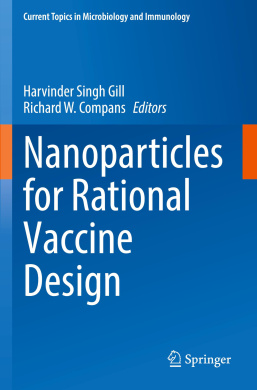 Current Topics in Microbiology and Immunology
Harvinder Singh Gill
Richard W. Compans Editors
Nanoparticles
for Rational
Vaccine
Design
Springer